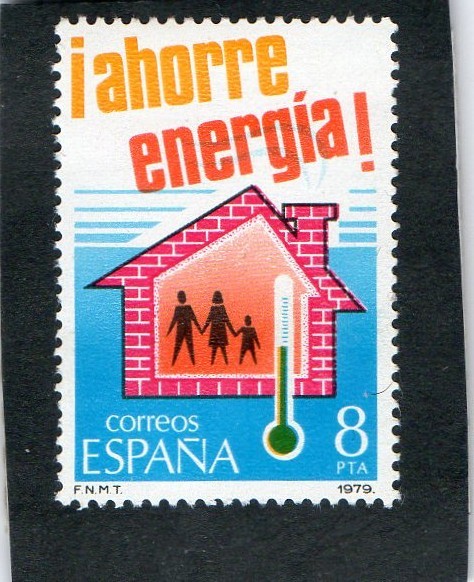 ¡ahorre
energía!
correos
ESPAÑA
8
PTA
F.N.M.T.
1979.